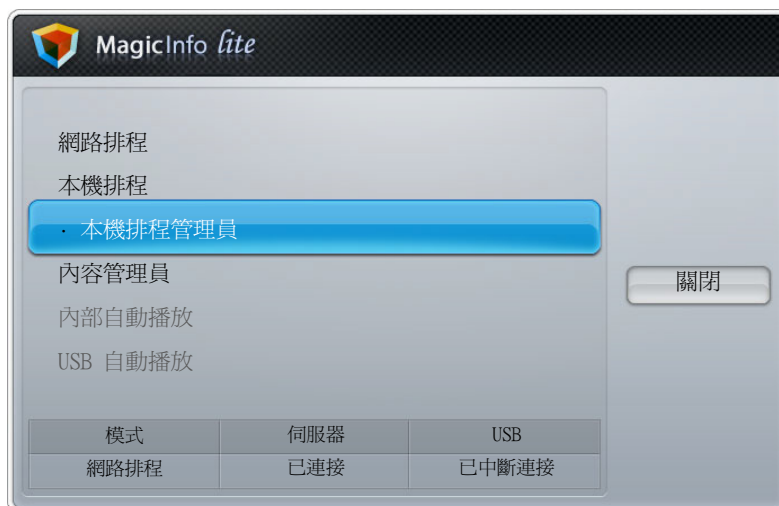 MagicInfo lite
網路排程
本機排程
· 本機排程管理員
內容管理員
關閉
內部自動播放
USB 自動播放
模式 伺服器 USB
網路排程 已連接 已中斷連接